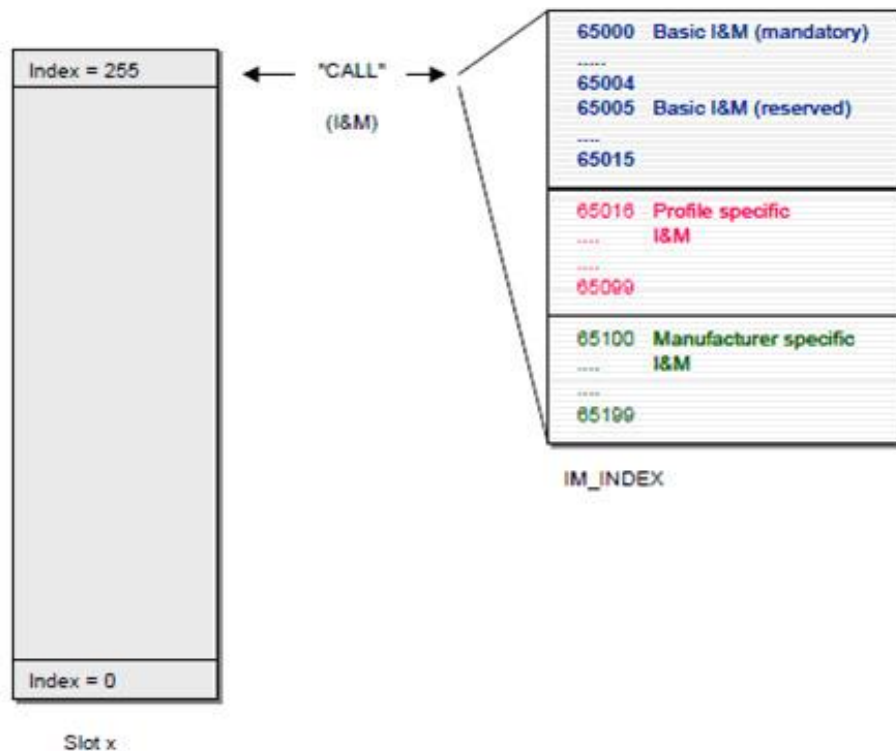 Index = 255
Index = 0
Slot x
"CALL"
(I&M)
65000 Basic I&M (mandatory)
.....
65004
65005 Basic I&M (reserved)
....
65015
65016 Profile specific
.... I&M
....
65099
65100 Manufacturer specific
.... I&M
....
65199
IM_INDEX